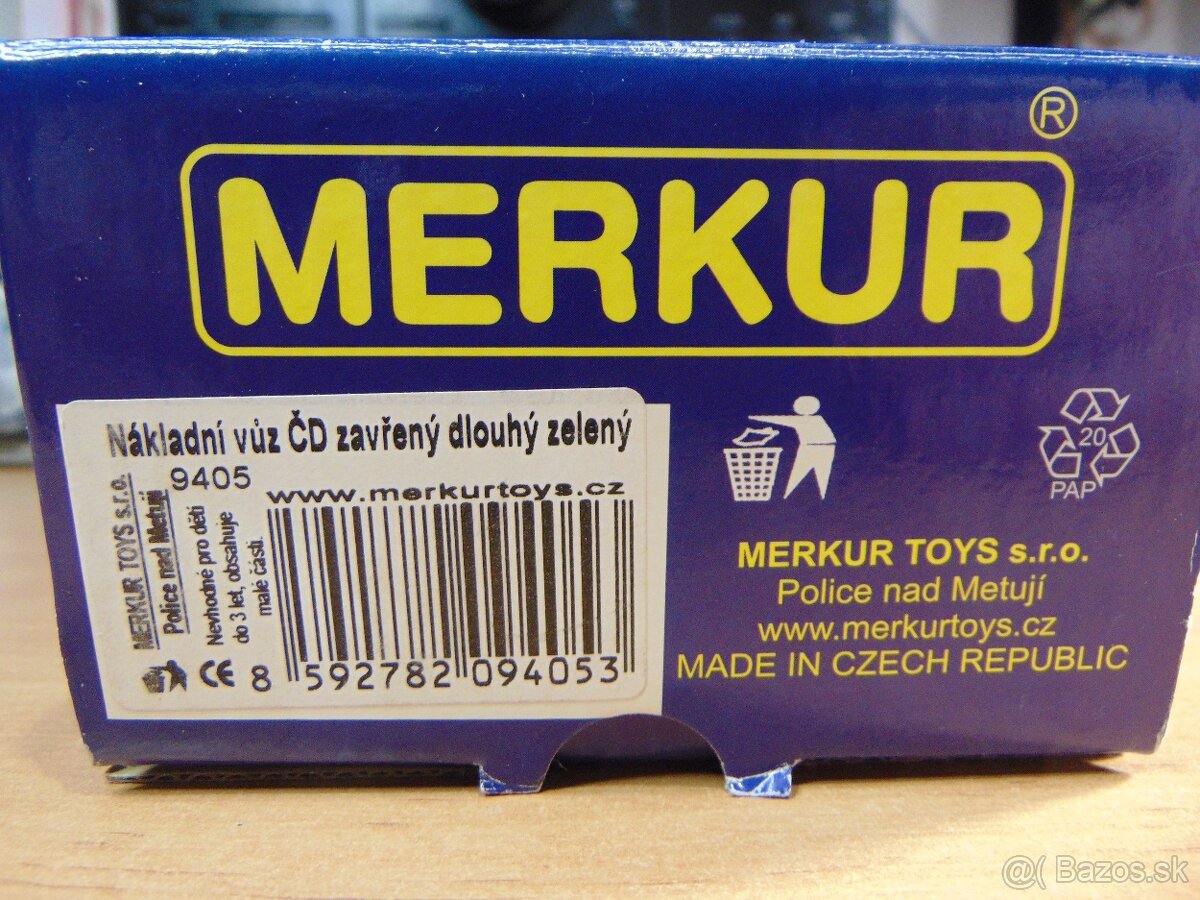 ®
MERKUR
Nákladní vůz ČD zavřený dlouhý zelený
9405
www.merkurtoys.cz
MERKUR TOYS s.r.o.
Police nad Metují
Nevhodné pro děti
do 3 let, obsahuje
malé části.
CE
8 592782 094053
20
PAP
MERKUR TOYS s.r.o.
Police nad Metují
www.merkurtoys.cz
MADE IN CZECH REPUBLIC
@( Bazos.sk